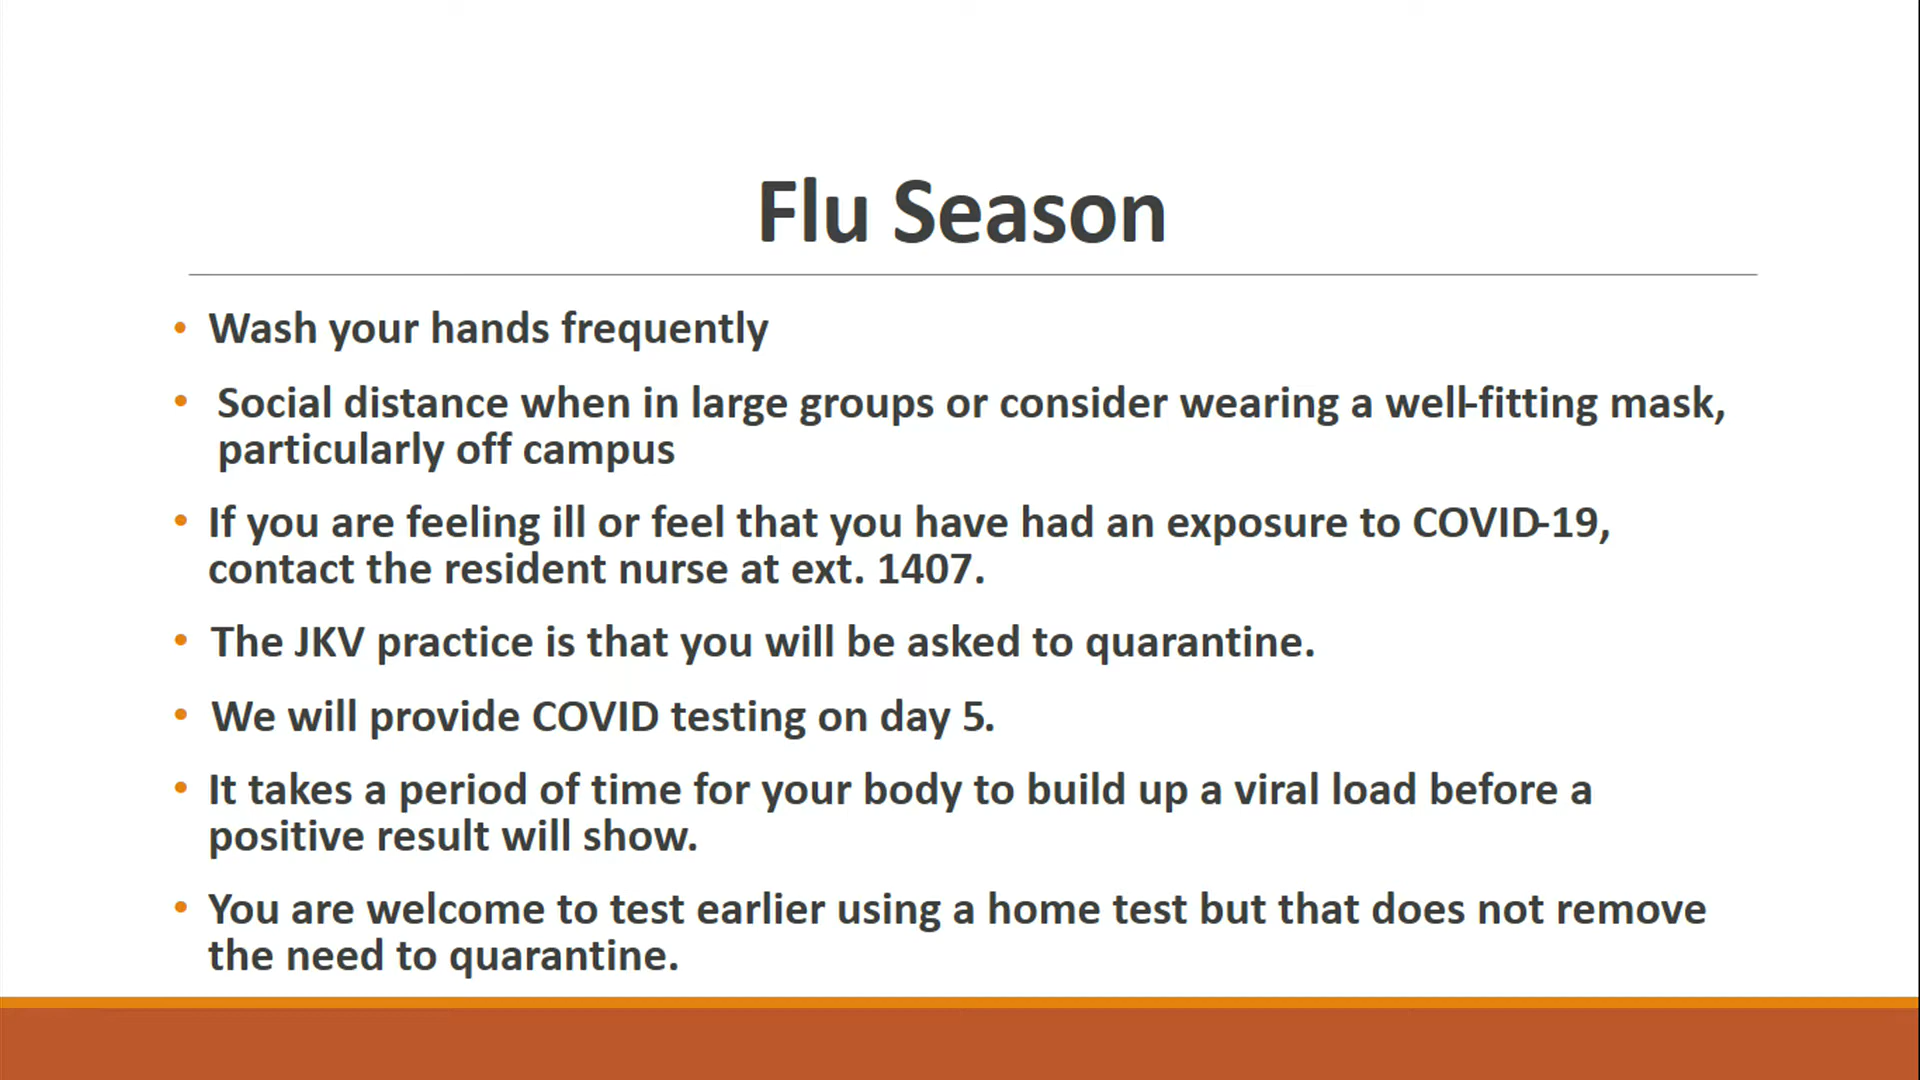 Flu Season
• Wash your hands frequently
• Social distance when in large groups or consider wearing a well-fitting mask,
particularly off campus
• If you are feeling ill or feel that you have had an exposure to COVID-19,
contact the resident nurse at ext. 1407.
• The JKV practice is that you will be asked to quarantine.
• We will provide COVID testing on day 5.
• It takes a period of time for your body to build up a viral load before a
positive result will show.
• You are welcome to test earlier using a home test but that does not remove
the need to quarantine.